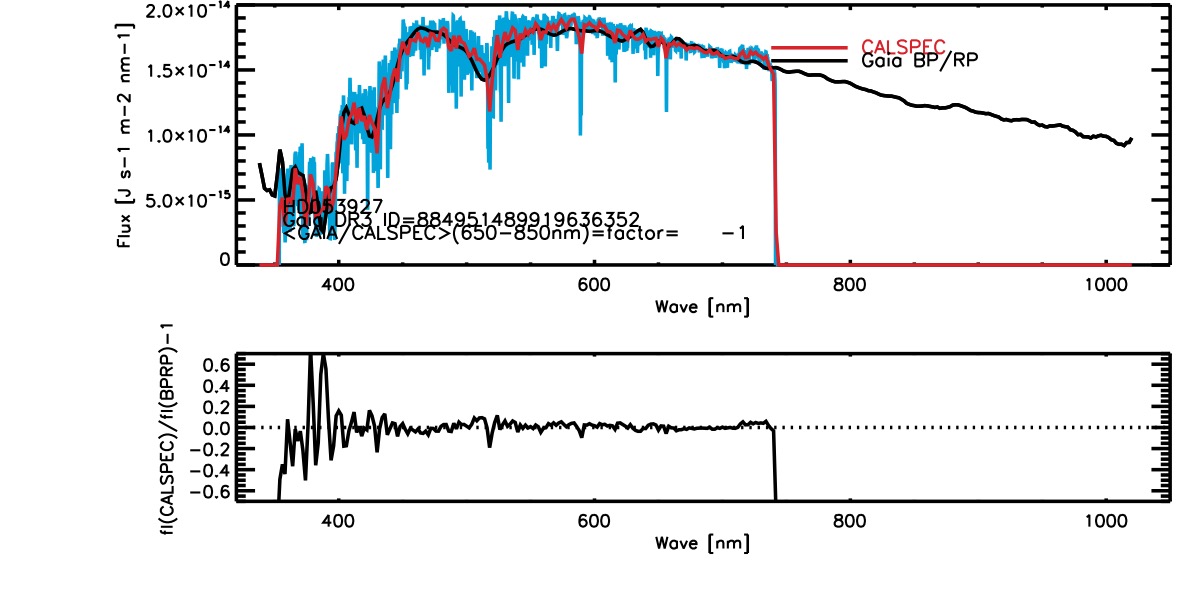 2.0×10−14
1.5×10−14
1.0×10−14
5.0×10−15
0
Flux [J s−1 m−2 nm−1]
CALSPEC
Gaia BP/RP
HD053927
Gaia DR3 ID=884951489919636352
<GAIA/CALSPEC>(650−850nm)=factor= −1
400 600 800 1000
Wave [nm]
fl(CALSPEC)/fl(BPRP)−1
0.6
0.4
0.2
0.0
−0.2
−0.4
−0.6
400 600 800 1000
Wave [nm]